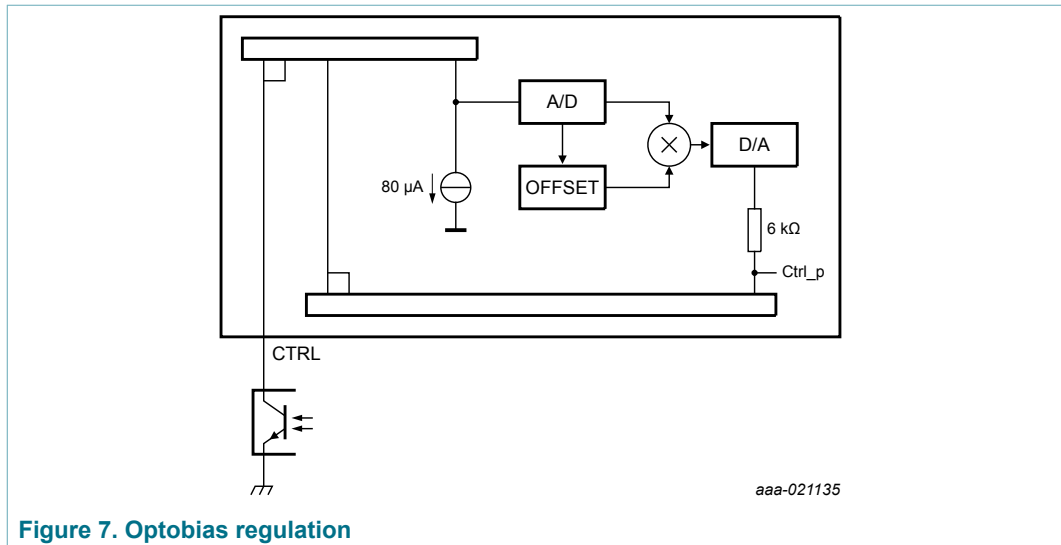 A/D
D/A
80 µA
OFFSET
6 kΩ
Ctrl_p
CTRL
aaa-021135
Figure 7. Optobias regulation